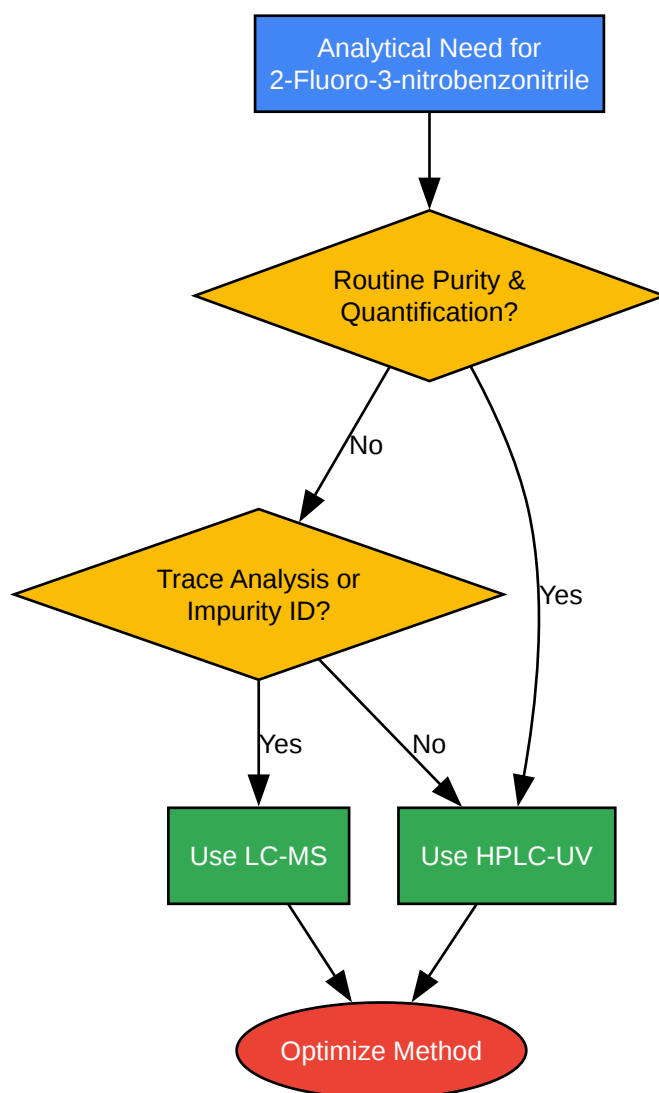 Analytical Need for
2-Fluoro-3-nitrobenzonitrile
Routine Purity &
Quantification?
No
Yes
Trace Analysis or
Impurity ID?
Yes
No
Use LC-MS
Use HPLC-UV
Optimize Method